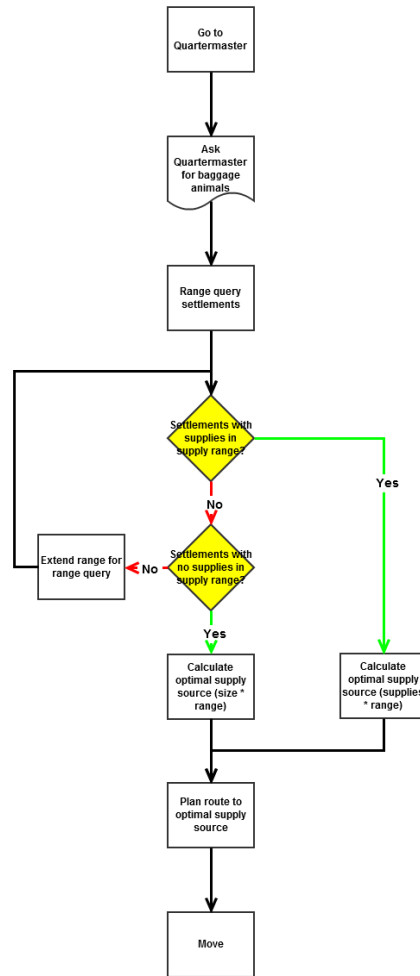 Go to
Quartermaster
Ask
Quartermaster
for baggage
animals
Range query
settlements
Settlements with
supplies in
supply range?
Yes
No
Settlements with
no supplies in
supply range?
No
Extend range for
range query
Yes
Calculate
optimal supply
source (size *
range)
Calculate
optimal supply
source (supplies
* range)
Plan route to
optimal supply
source
Move